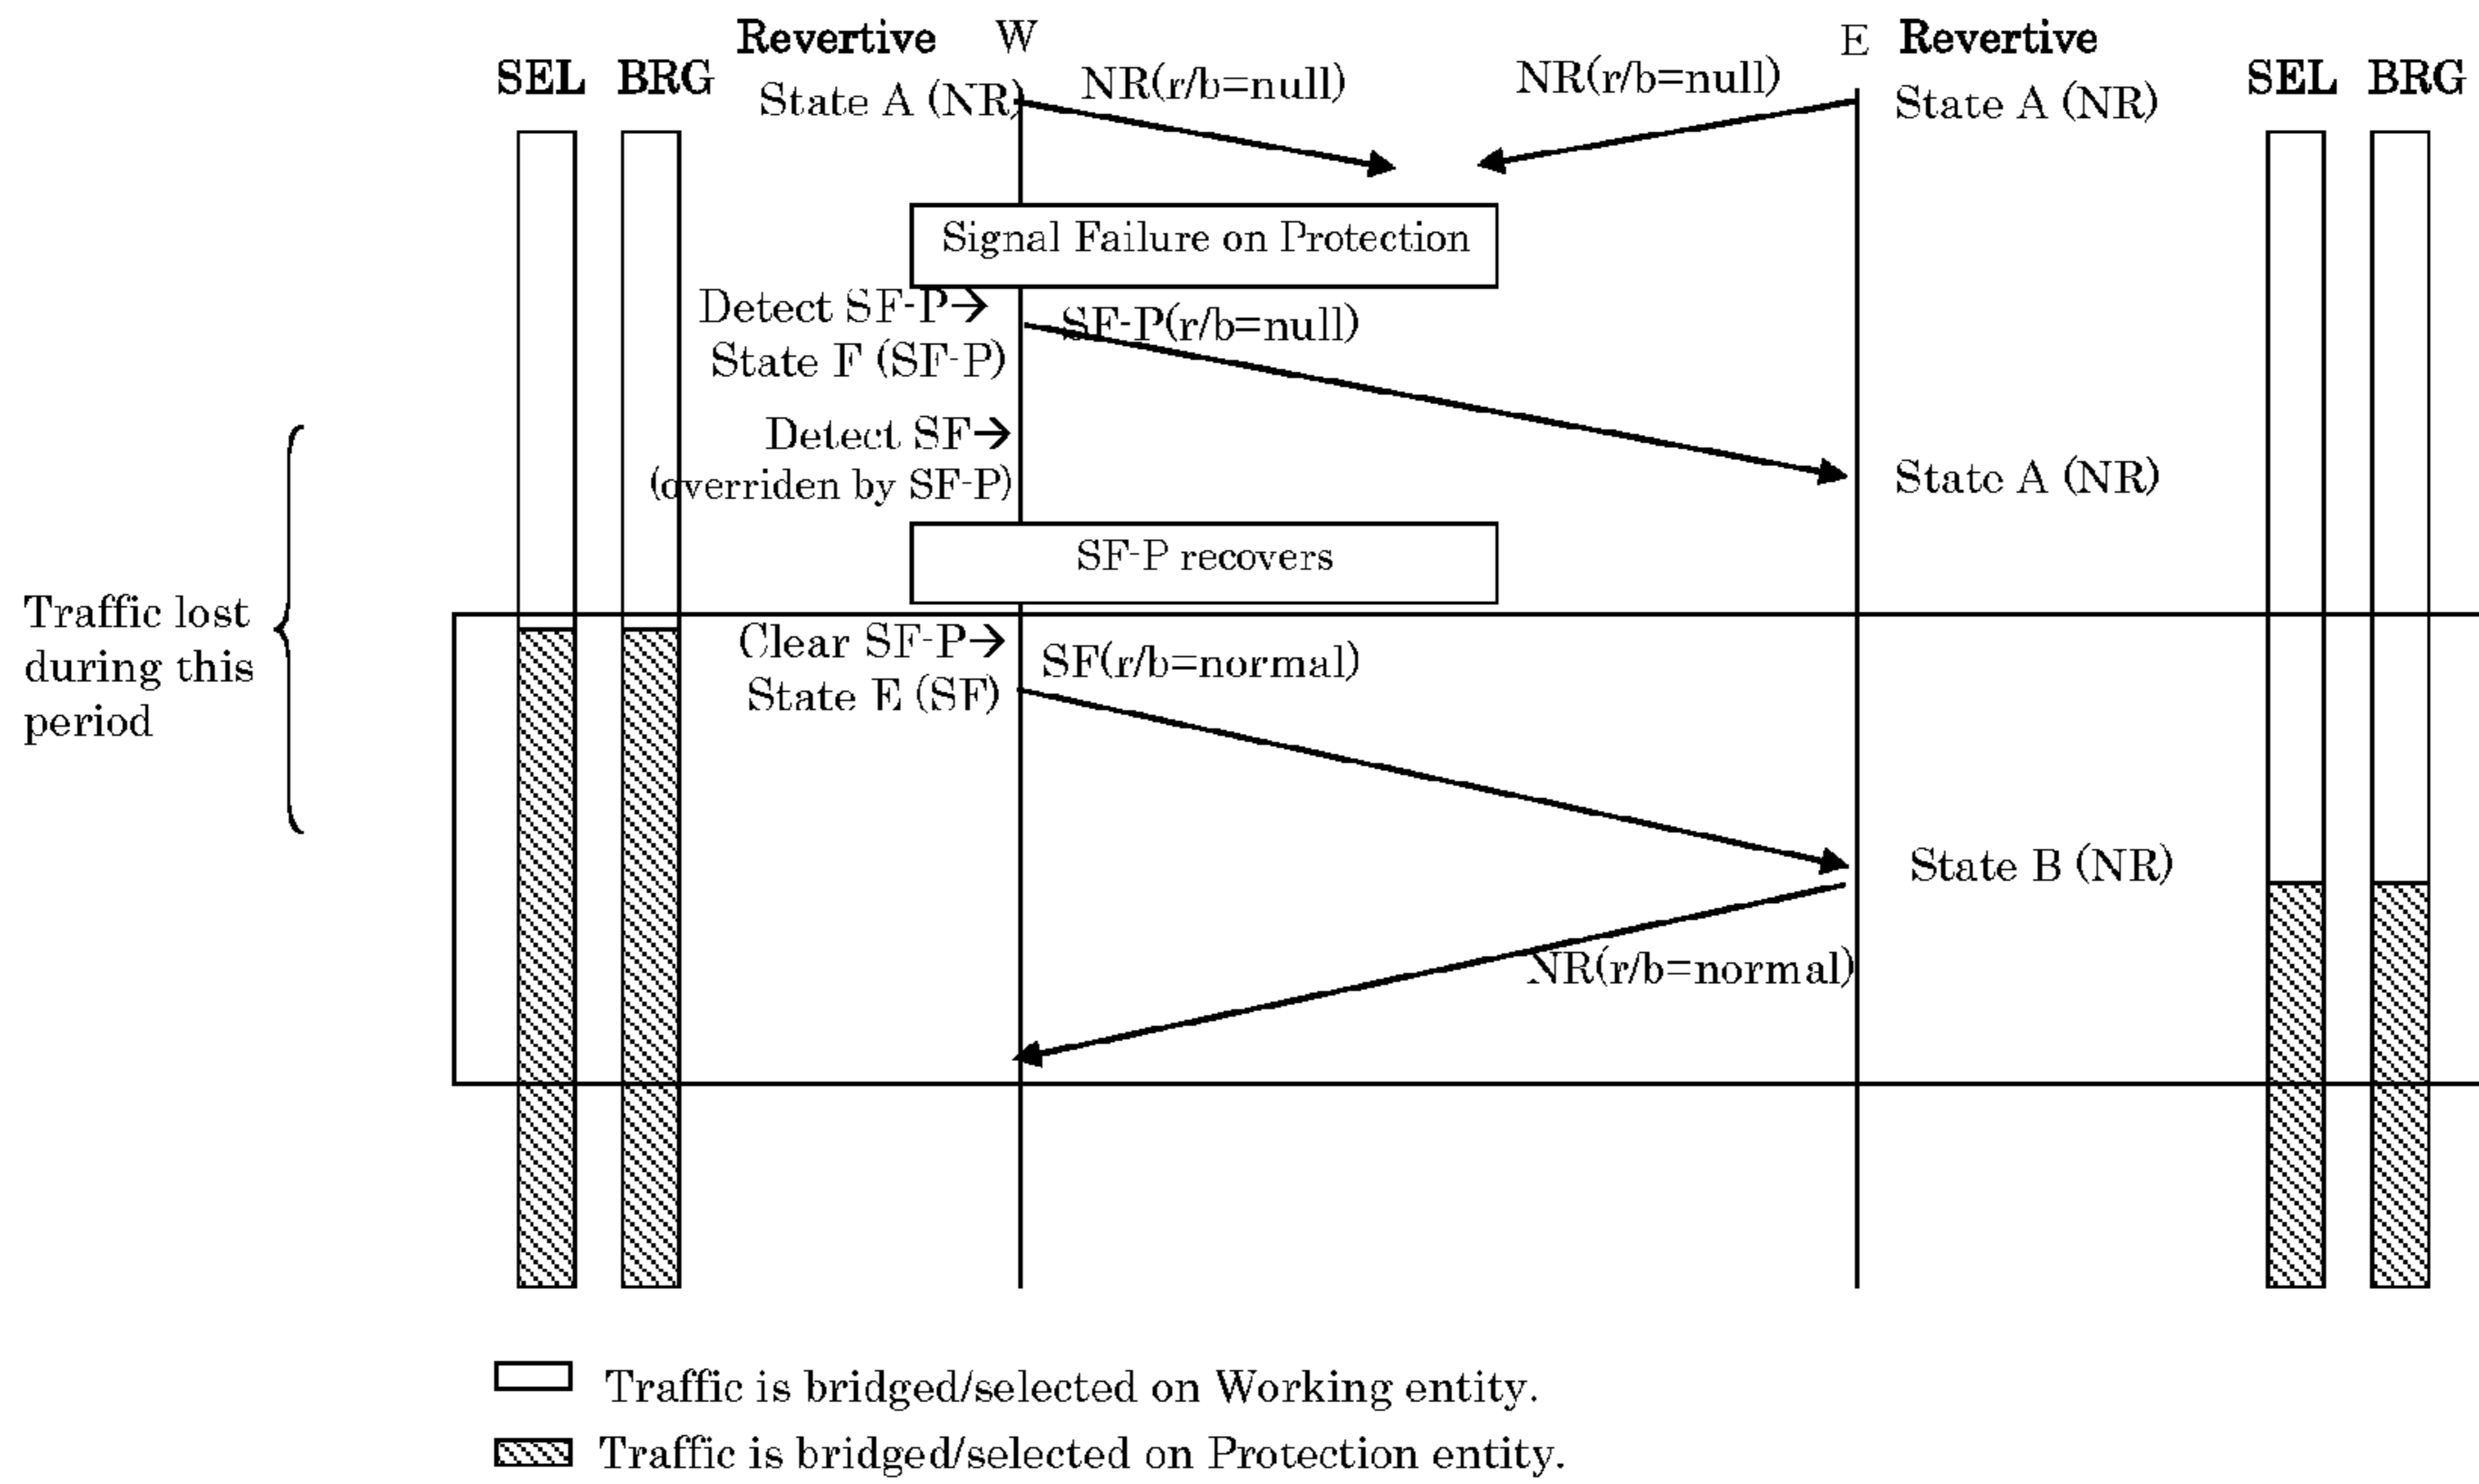 Revertive W E Revertive
SEL BRG SEL BRG
State A (NR) NR(r/b=null) NR(r/b=null) State A (NR)
Signal Failure on Protection
Detect SF-P→
SF-P(r/b=null)
State F (SF-P)
Detect SF→
(overriden by SF-P)
State A (NR)
SF-P recovers
Traffic lost
during this
period
Clear SF-P→
SF(r/b=normal)
State E (SF)
State B (NR)
NR(r/b=normal)
Traffic is bridged/selected on Working entity.
Traffic is bridged/selected on Protection entity.